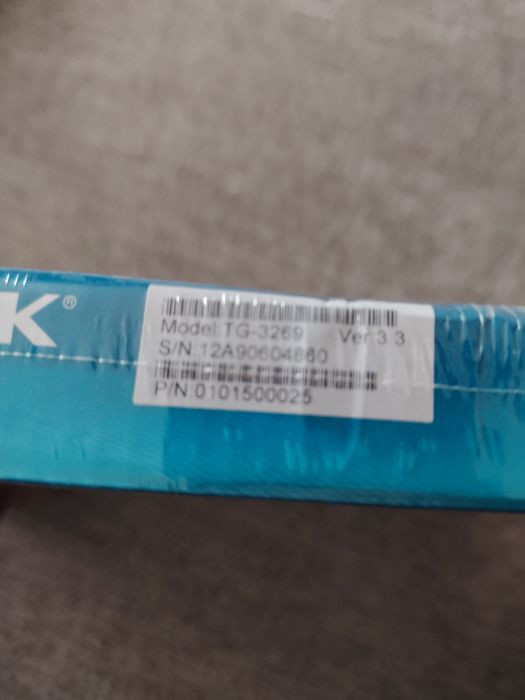 K®
Model:TG-3269 Ver:3.3
S/N:12A90604860
P/N:0101500025